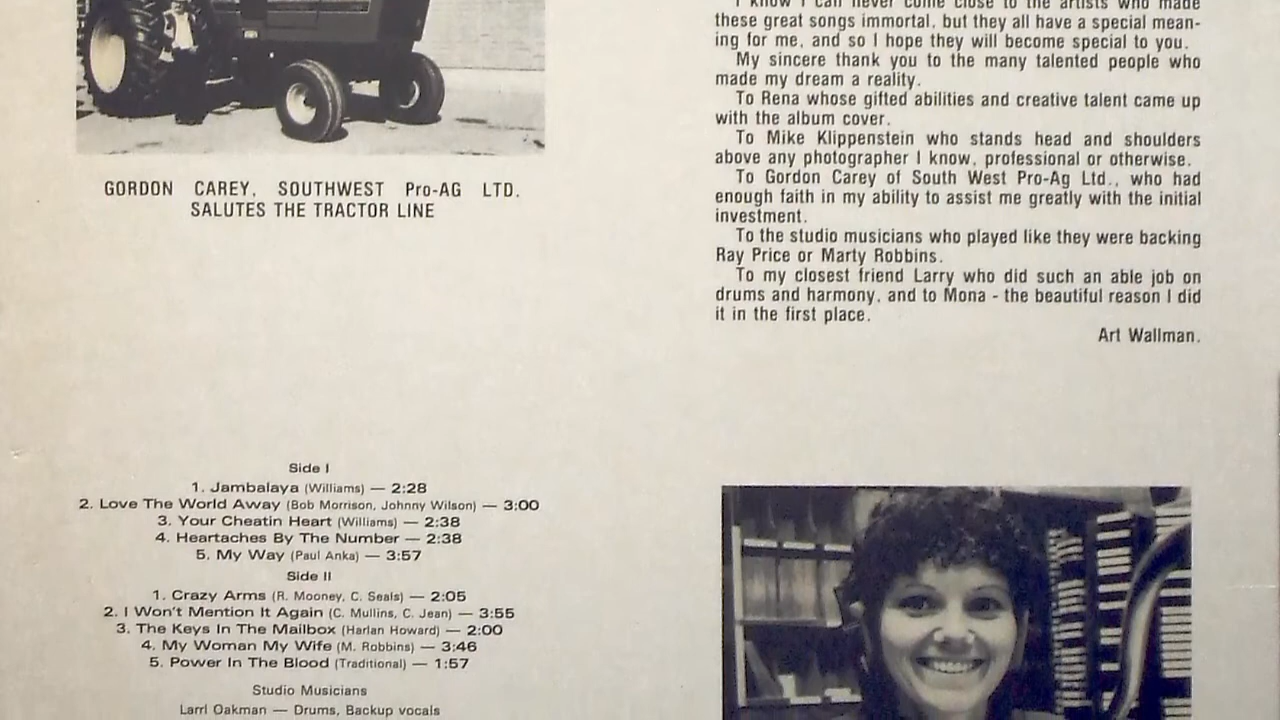 GORDON CAREY, SOUTHWEST Pro-AG LTD.
SALUTES THE TRACTOR LINE
I know I can never come close to the artists who made
these great songs immortal, but they all have a special mean-
ing for me, and so I hope they will become special to you.
My sincere thank you to the many talented people who
made my dream a reality.
To Rena whose gifted abilities and creative talent came up
with the album cover.
To Mike Klippenstein who stands head and shoulders
above any photographer I know, professional or otherwise.
To Gordon Carey of South West Pro-Ag Ltd., who had
enough faith in my ability to assist me greatly with the initial
investment.
To the studio musicians who played like they were backing
Ray Price or Marty Robbins.
To my closest friend Larry who did such an able job on
drums and harmony, and to Mona - the beautiful reason I did
it in the first place.
Art Wallman.
Side I
1. Jambalaya (Williams) — 2:28
2. Love The World Away (Bob Morrison, Johnny Wilson) — 3:00
3. Your Cheatin Heart (Williams) — 2:38
4. Heartaches By The Number — 2:38
5. My Way (Paul Anka) — 3:57
Side II
1. Crazy Arms (R. Mooney, C. Seals) — 2:05
2. I Won't Mention It Again (C. Mullins, C. Jean) — 3:55
3. The Keys In The Mailbox (Harlan Howard) — 2:00
4. My Woman My Wife (M. Robbins) — 3:46
5. Power In The Blood (Traditional) — 1:57
Studio Musicians
Larri Oakman — Drums, Backup vocals